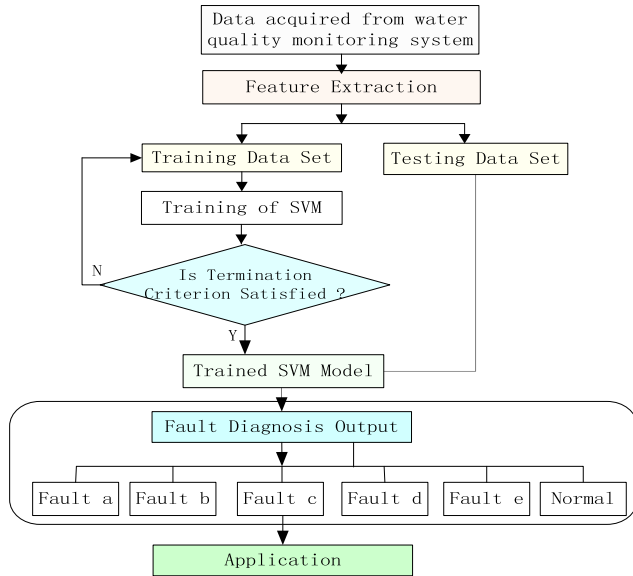 Data acquired from water
quality monitoring system
Feature Extraction
Training Data Set
Testing Data Set
Training of SVM
N
Is Termination
Criterion Satisfied ?
Y
Trained SVM Model
Fault Diagnosis Output
Fault a
Fault b
Fault c
Fault d
Fault e
Normal
Application